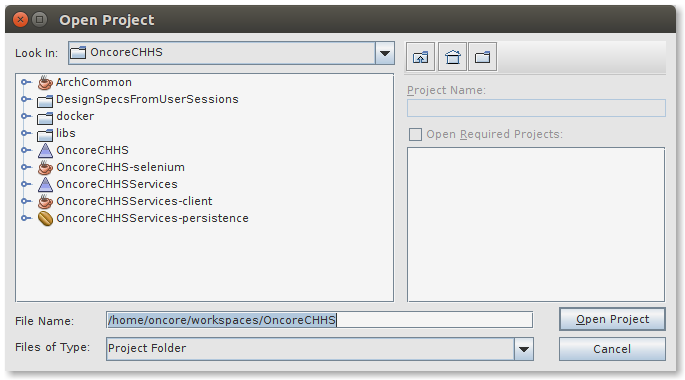 Open Project
Look In: OncoreCHHS
ArchCommon
DesignSpecsFromUserSessions
docker
libs
OncoreCHHS
OncoreCHHS-selenium
OncoreCHHSServices
OncoreCHHSServices-client
OncoreCHHSServices-persistence
Project Name:
Open Required Projects:
File Name: /home/oncore/workspaces/OncoreCHHS
Open Project
Files of Type: Project Folder
Cancel